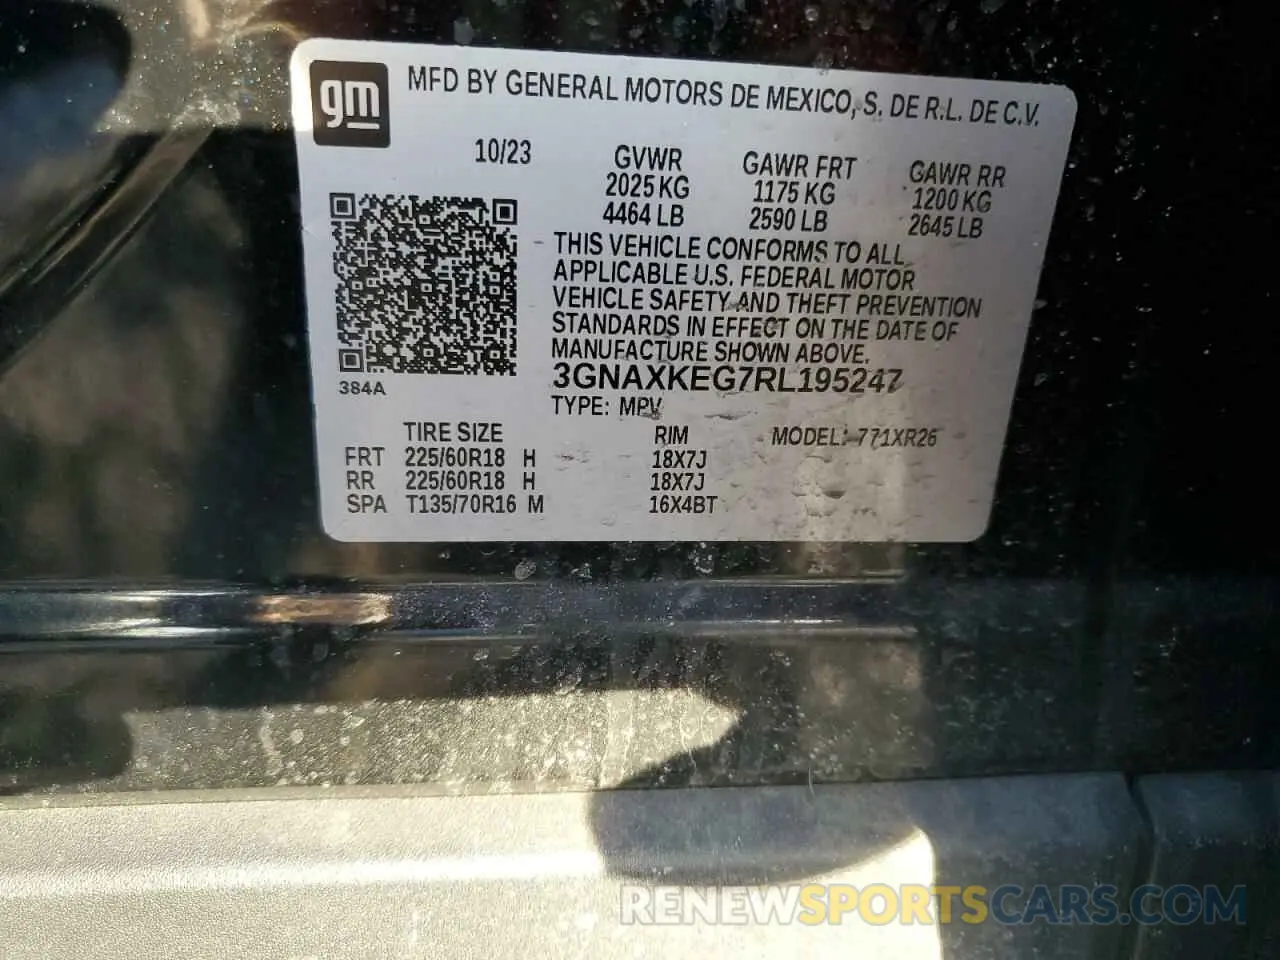 gm
MFD BY GENERAL MOTORS DE MEXICO, S. DE R.L. DE C.V.
10/23
GVWR GAWR FRT GAWR RR
2025 KG 1175 KG 1200 KG
4464 LB 2590 LB 2645 LB
THIS VEHICLE CONFORMS TO ALL
APPLICABLE U.S. FEDERAL MOTOR
VEHICLE SAFETY AND THEFT PREVENTION
STANDARDS IN EFFECT ON THE DATE OF
MANUFACTURE SHOWN ABOVE.
384A
3GNAXKEG7RL195247
TYPE: MPV
TIRE SIZE RIM MODEL: 771XR26
FRT 225/60R18 H 18X7J
RR 225/60R18 H 18X7J
SPA T135/70R16 M 16X4BT
RENEWSPORTSCARS.COM